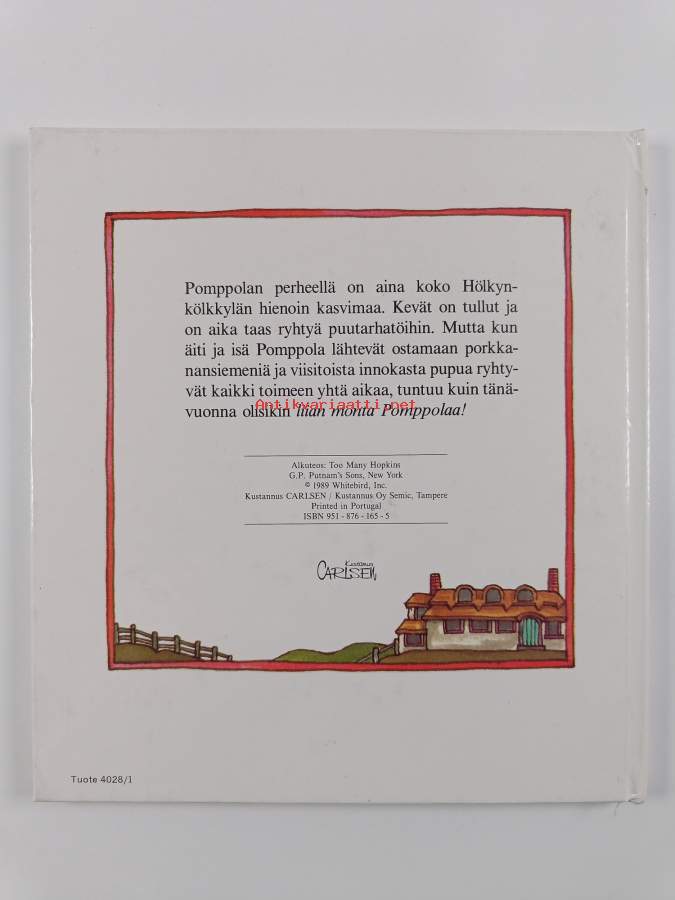 Pomppolan perheellä on aina koko Hölkyn-
kölkkylän hienoin kasvimaa. Kevät on tullut ja
on aika taas ryhtyä puutarhatöihin. Mutta kun
äiti ja isä Pomppola lähtevät ostamaan porkka-
nansiemeniä ja viisitoista innokasta pupua ryhty-
vät kaikki toimeen yhtä aikaa, tuntuu kuin tänä-
vuonna olisikin liian monta Pomppolaa!
Antikvariaatti.net
Alkuteos: Too Many Hopkins
G.P. Putnam's Sons, New York
© 1989 Whitebird, Inc.
Kustannus CARLSEN / Kustannus Oy Semic, Tampere
Printed in Portugal
ISBN 951 - 876 - 165 - 5
Kustannus
CARLSEN
Tuote 4028/1